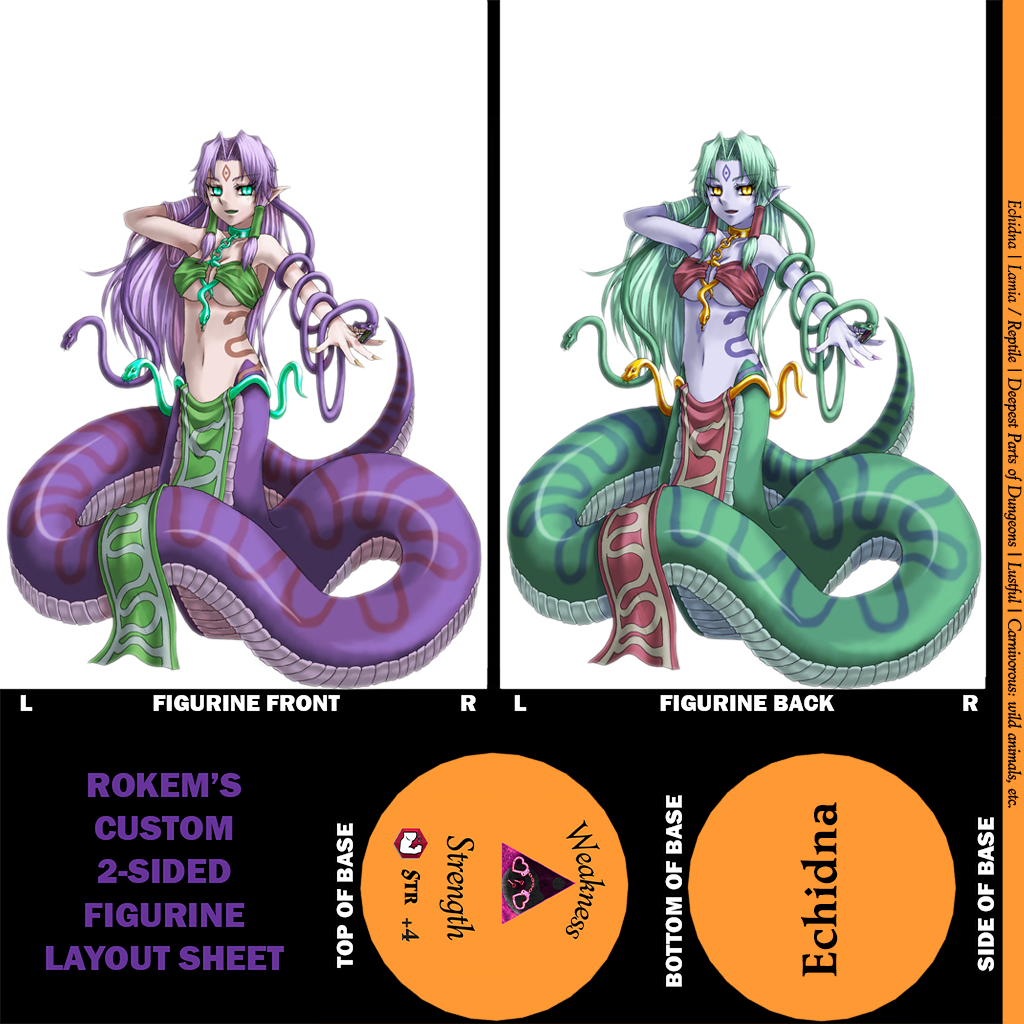 L FIGURINE FRONT R
L FIGURINE BACK R
ROKEM'S
CUSTOM
2-SIDED
FIGURINE
LAYOUT SHEET
TOP OF BASE
Weakness
Strength
STR +4
BOTTOM OF BASE
Echidna
SIDE OF BASE
Echidna | Lamia / Reptile | Deepest Parts of Dungeons | Lustful | Carnivorous: wild animals, etc.